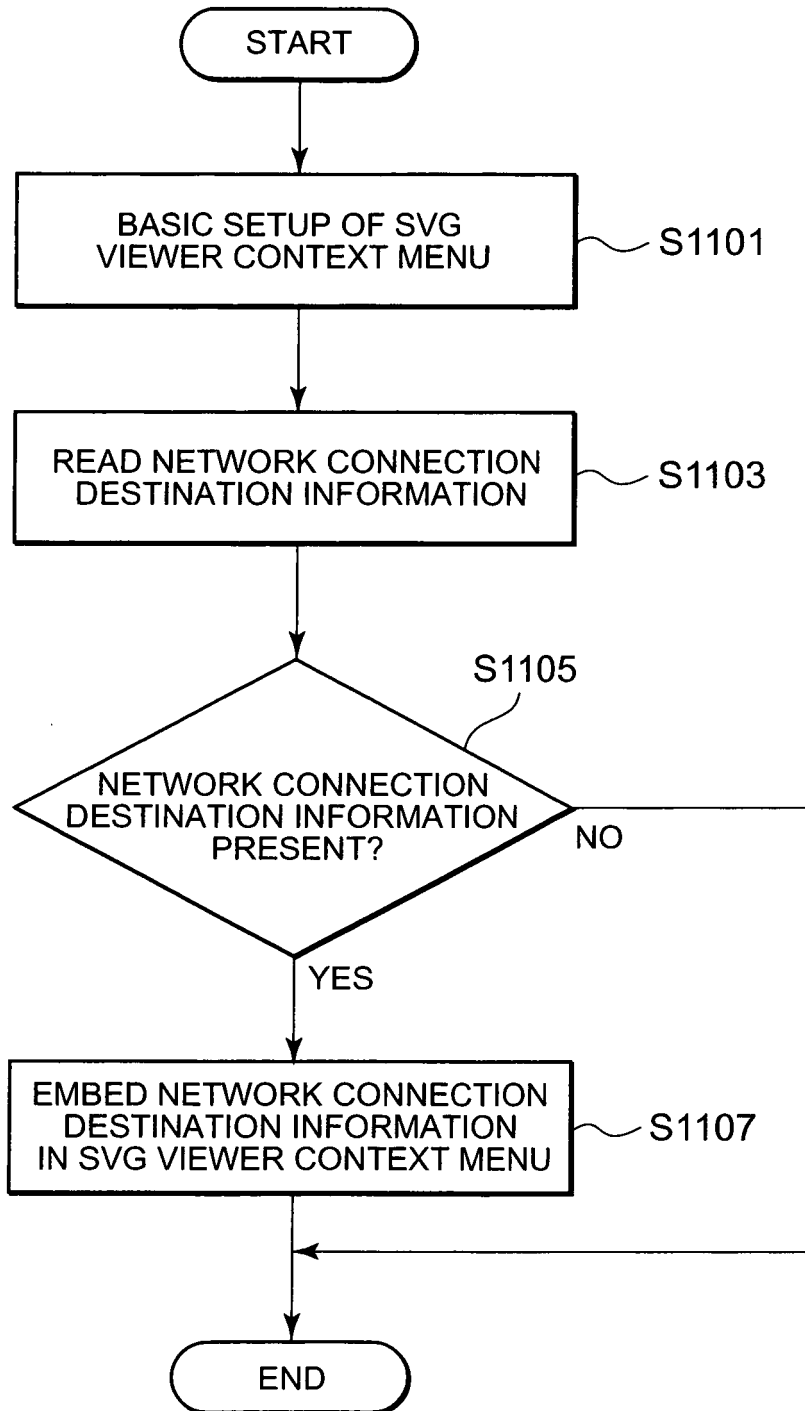 START
BASIC SETUP OF SVG
VIEWER CONTEXT MENU
S1101
READ NETWORK CONNECTION
DESTINATION INFORMATION
S1103
S1105
NETWORK CONNECTION
DESTINATION INFORMATION
PRESENT?
NO
YES
EMBED NETWORK CONNECTION
DESTINATION INFORMATION
IN SVG VIEWER CONTEXT MENU
S1107
END